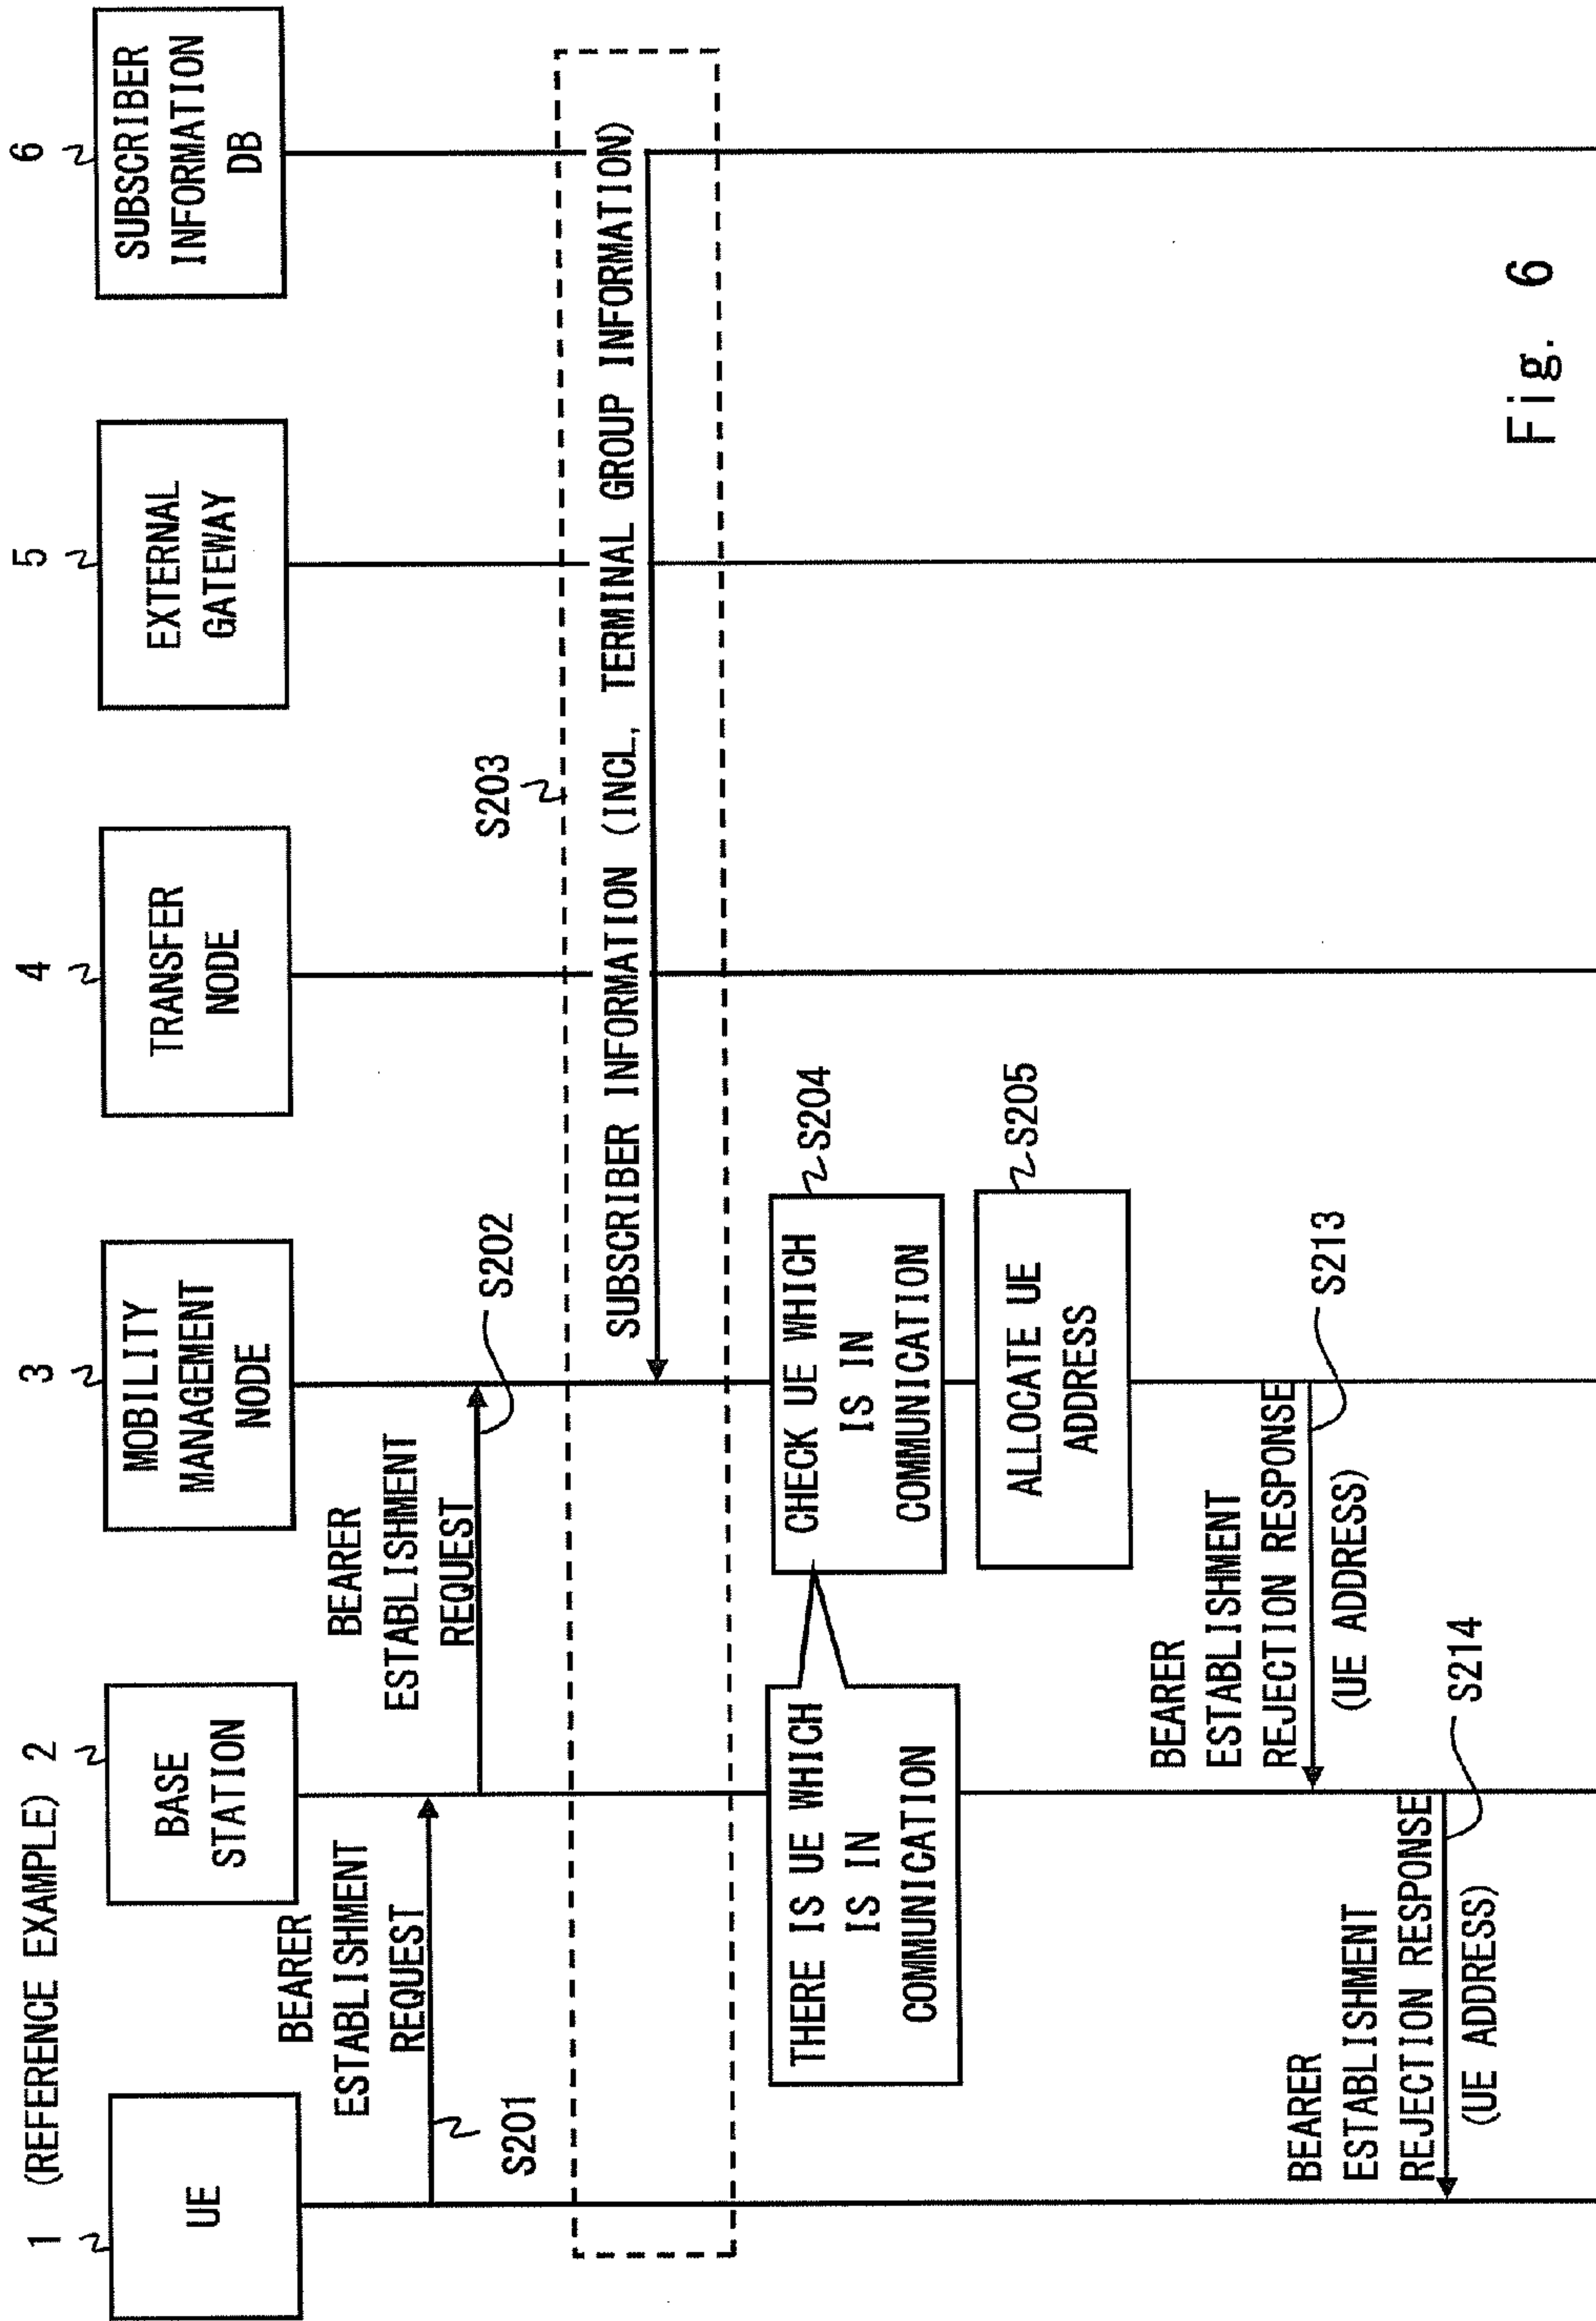 (REFERENCE EXAMPLE)
1
2
3
4
5
6
UE
BASE
STATION
MOBILITY
MANAGEMENT
NODE
TRANSFER
NODE
EXTERNAL
GATEWAY
SUBSCRIBER
INFORMATION
DB
BEARER
ESTABLISHMENT
REQUEST
S201
BEARER
ESTABLISHMENT
REQUEST
S202
S203
SUBSCRIBER INFORMATION (INCL, TERMINAL GROUP INFORMATION)
THERE IS UE WHICH
IS IN
COMMUNICATION
CHECK UE WHICH
IS IN
COMMUNICATION
S204
ALLOCATE UE
ADDRESS
S205
BEARER
ESTABLISHMENT
REJECTION RESPONSE
(UE ADDRESS)
S213
BEARER
ESTABLISHMENT
REJECTION RESPONSE
(UE ADDRESS)
S214
Fig. 6